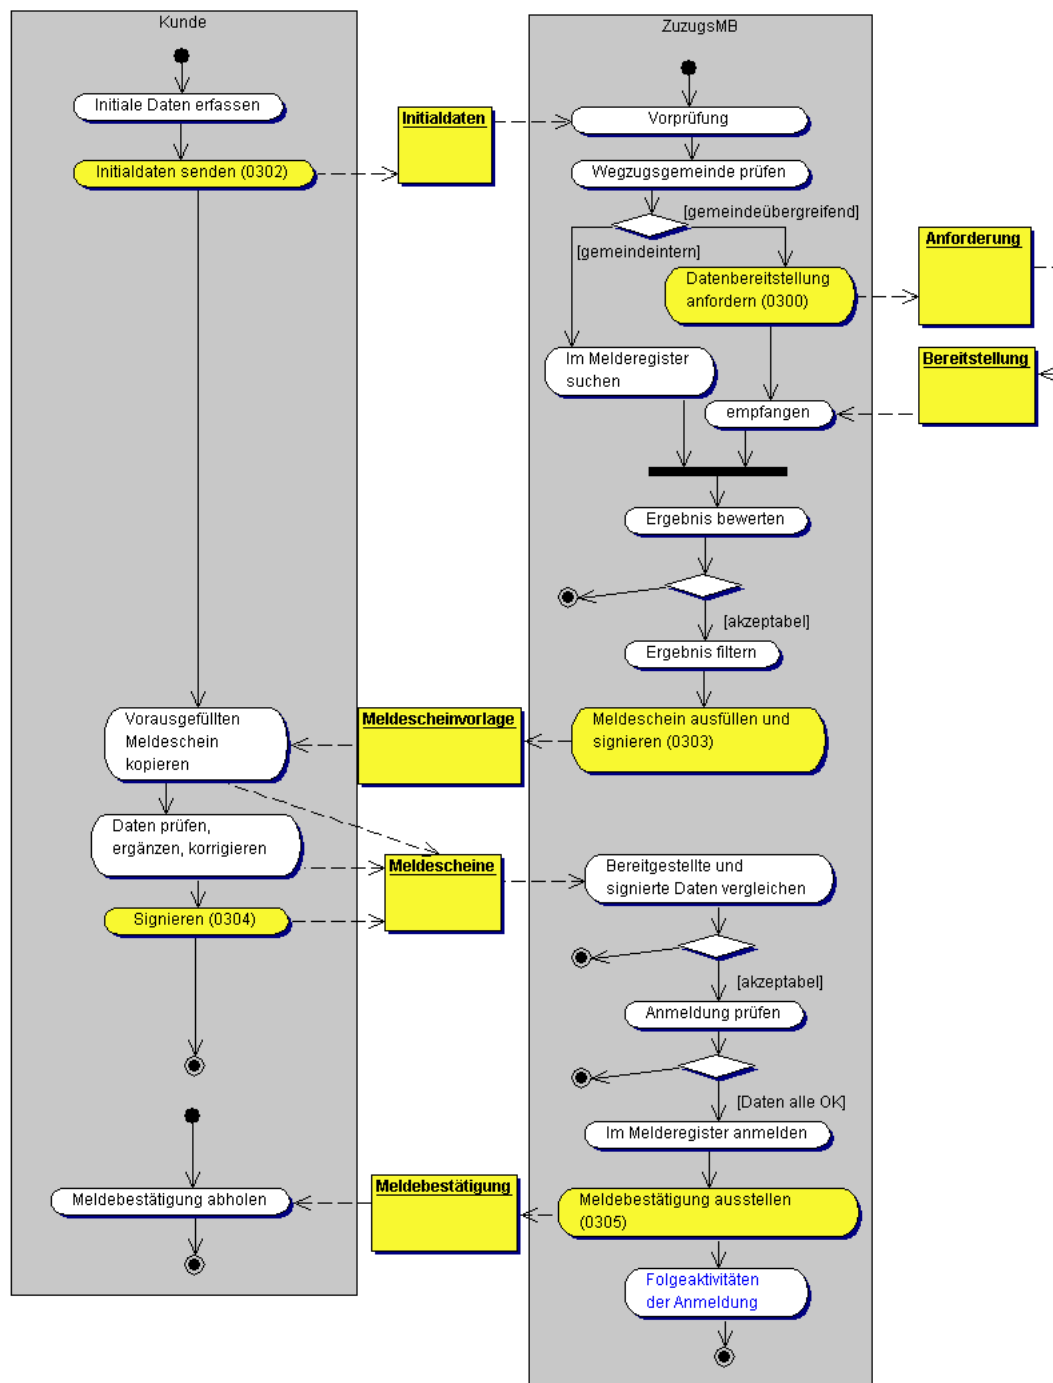 Kunde
ZuzugsMB
Initiale Daten erfassen
Initialdaten
Vorprüfung
Initialdaten senden (0302)
Wegzugsgemeinde prüfen
[gemeindeübergreifend]
[gemeindeintern]
Anforderung
Datenbereitstellung
anfordern (0300)
Im Melderegister
suchen
Bereitstellung
empfangen
Ergebnis bewerten
[akzeptabel]
Ergebnis filtern
Vorausgefüllten
Meldeschein
kopieren
Meldescheinvorlage
Meldeschein ausfüllen und
signieren (0303)
Daten prüfen,
ergänzen, korrigieren
Meldescheine
Bereitgestellte und
signierte Daten vergleichen
Signieren (0304)
[akzeptabel]
Anmeldung prüfen
[Daten alle OK]
Im Melderegister anmelden
Meldebestätigung abholen
Meldebestätigung
Meldebestätigung ausstellen
(0305)
Folgeaktivitäten
der Anmeldung